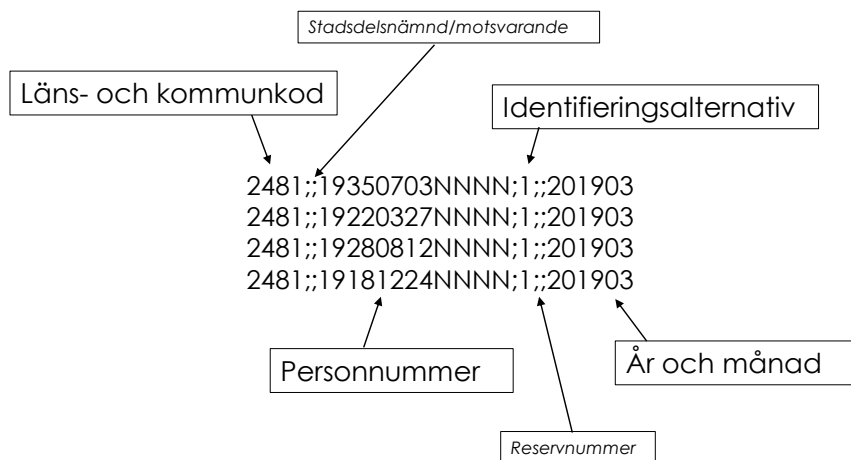 Stadsdelsnämnd/motsvarande
Läns- och kommunkod
Identifieringsalternativ
2481;;19350703NNNN;1;;201903
2481;;19220327NNNN;1;;201903
2481;;19280812NNNN;1;;201903
2481;;19181224NNNN;1;;201903
Personnummer
År och månad
Reservnummer